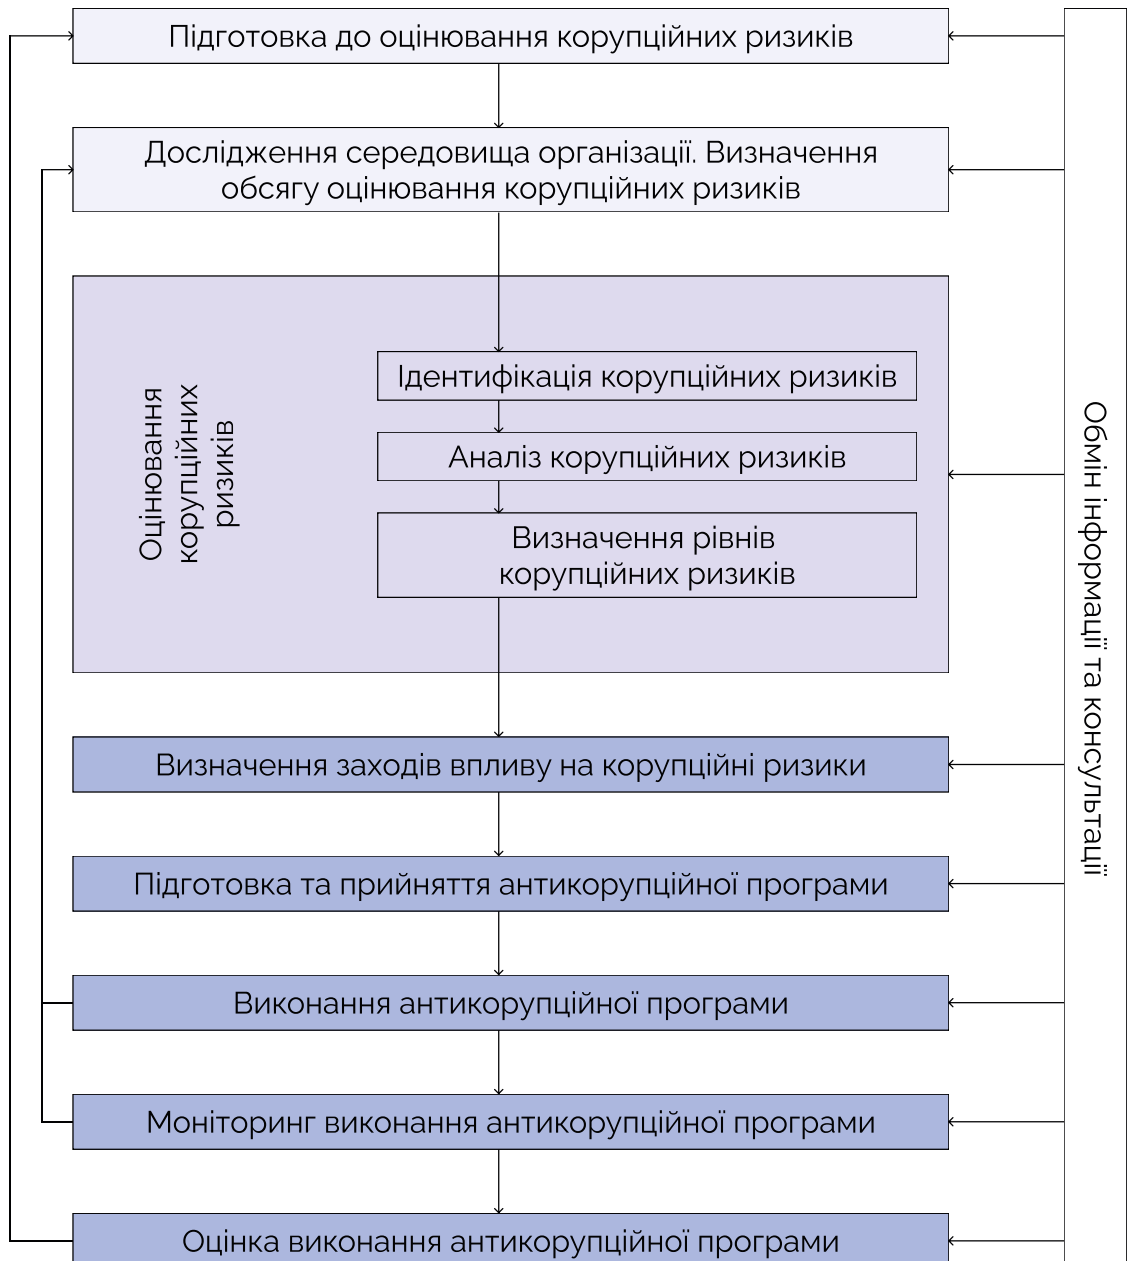 Підготовка до оцінювання корупційних ризиків
Дослідження середовища організації. Визначення
обсягу оцінювання корупційних ризиків
Оцінювання
корупційних
ризиків
Ідентифікація корупційних ризиків
Аналіз корупційних ризиків
Визначення рівнів
корупційних ризиків
Визначення заходів впливу на корупційні ризики
Підготовка та прийняття антикорупційної програми
Виконання антикорупційної програми
Моніторинг виконання антикорупційної програми
Оцінка виконання антикорупційної програми
Обмін інформації та консультації